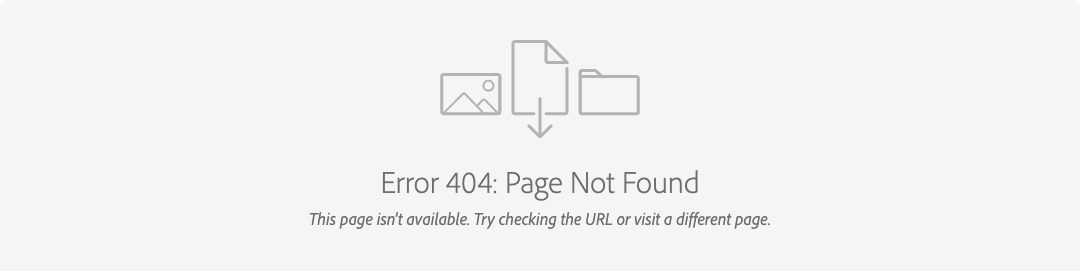 Error 404: Page Not Found
This page isn't available. Try checking the URL or visit a different page.